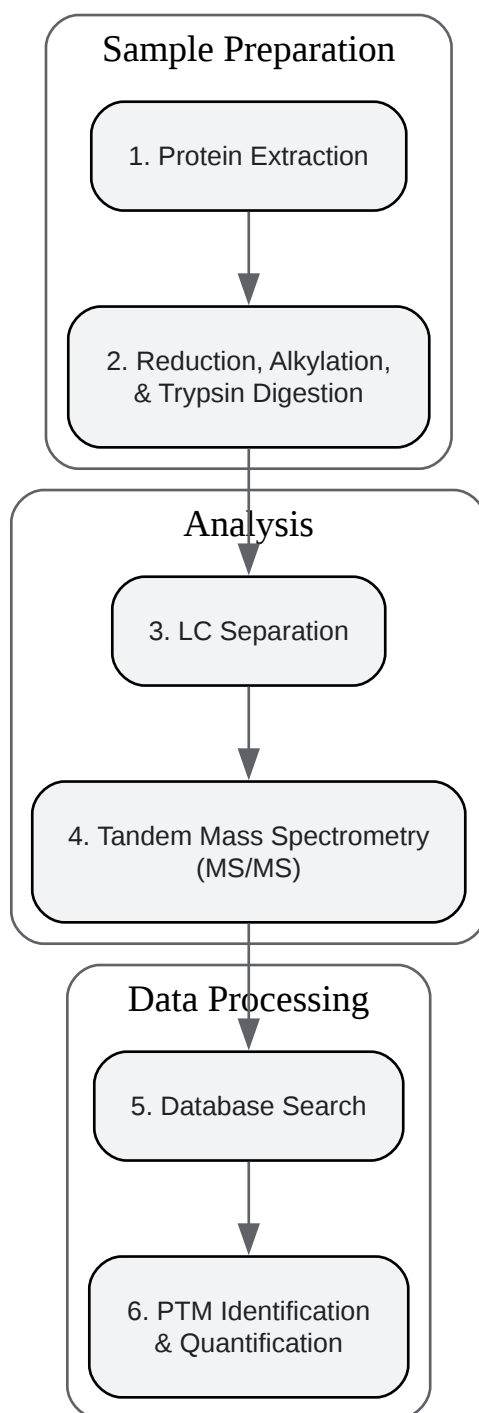 Sample Preparation
1. Protein Extraction
2. Reduction, Alkylation,
& Trypsin Digestion
Analysis
3. LC Separation
4. Tandem Mass Spectrometry
(MS/MS)
Data Processing
5. Database Search
6. PTM Identification
& Quantification